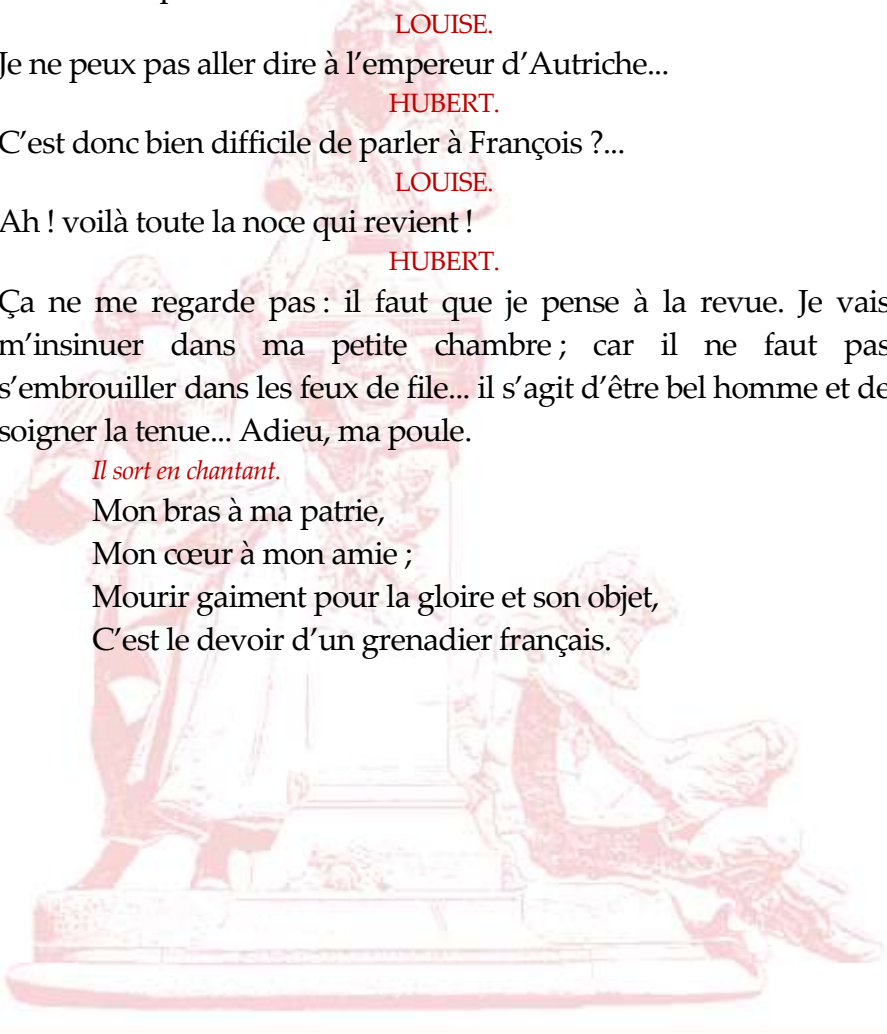 LOUISE.
Je ne peux pas aller dire à l’empereur d’Autriche...
HUBERT.
C’est donc bien difficile de parler à François ?...
LOUISE.
Ah ! voilà toute la noce qui revient !
HUBERT.
Ça ne me regarde pas : il faut que je pense à la revue. Je vais
m’insinuer dans ma petite chambre ; car il ne faut pas
s’embrouiller dans les feux de file... il s’agit d’être bel homme et de
soigner la tenue... Adieu, ma poule.
Il sort en chantant.
Mon bras à ma patrie,
Mon cœur à mon amie ;
Mourir gaiment pour la gloire et son objet,
C’est le devoir d’un grenadier français.